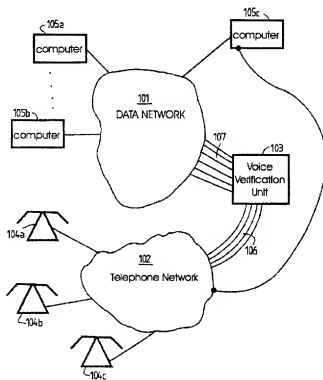 105a
computer
105c
computer
105b
computer
101
DATA NETWORK
107
103
Voice
Verification
Unit
106
104a
102
Telephone Network
104b
104c